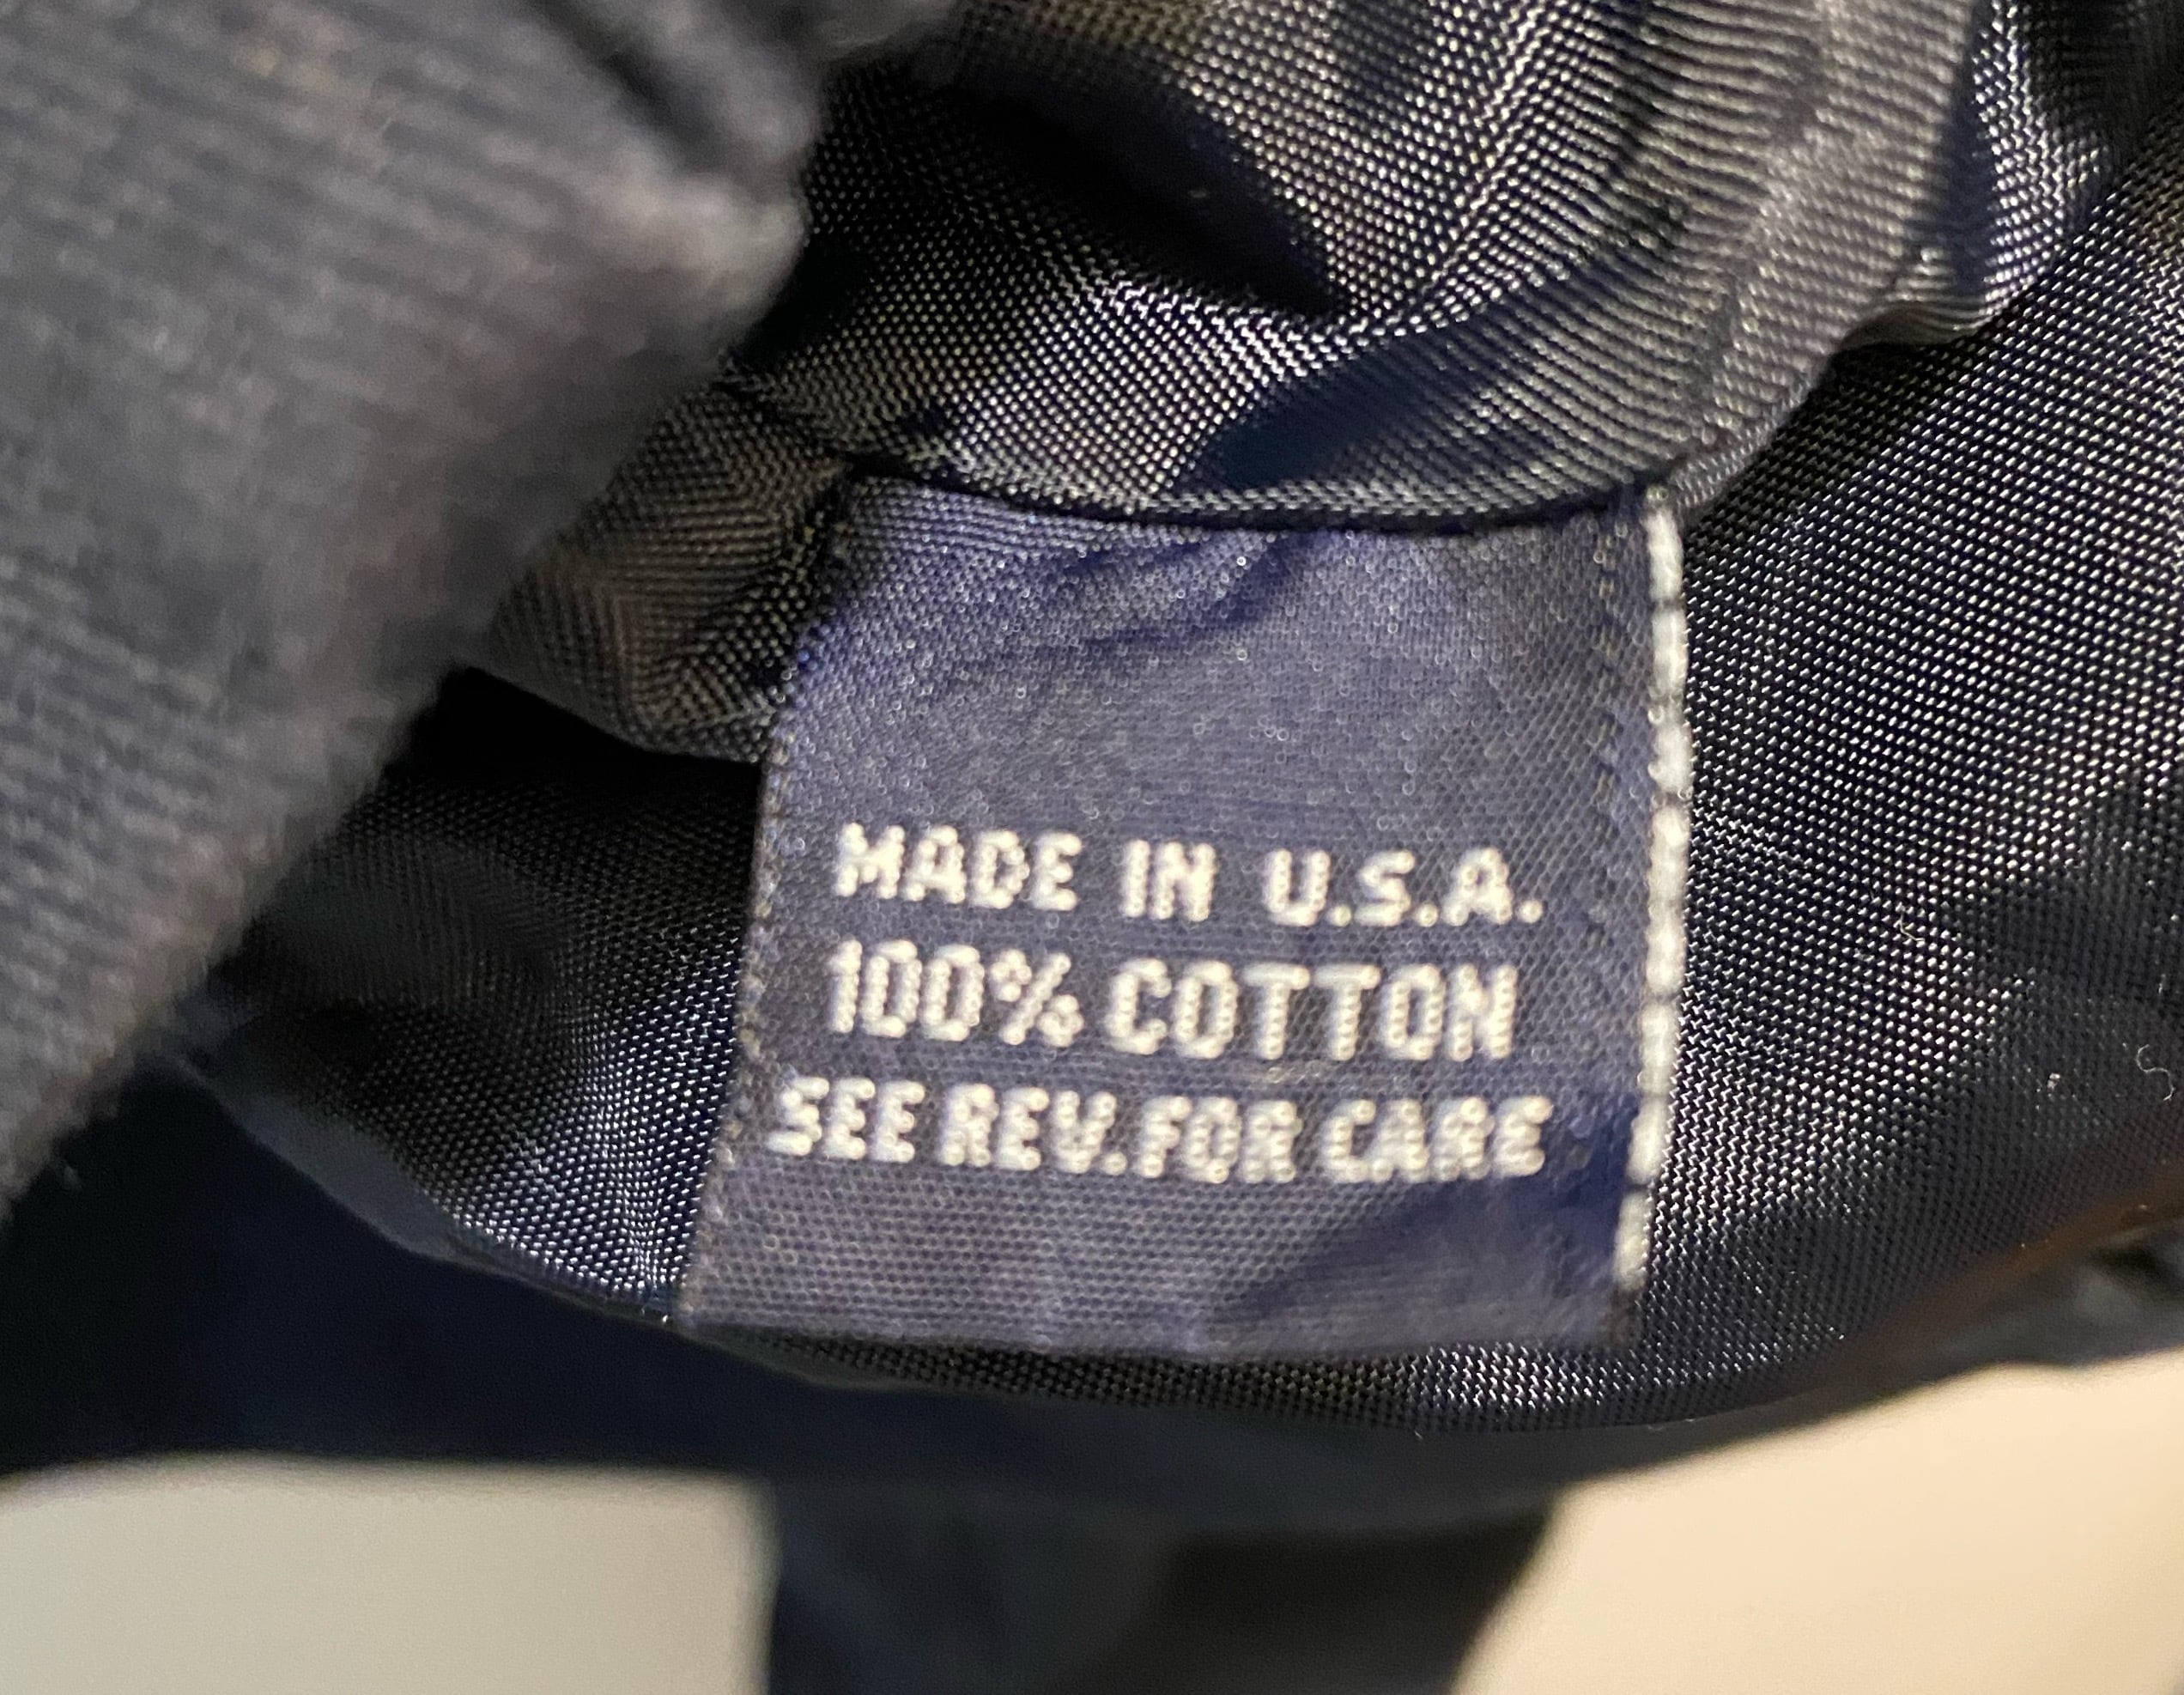 MADE IN U.S.A.
100% COTTON
SEE REV. FOR CARE